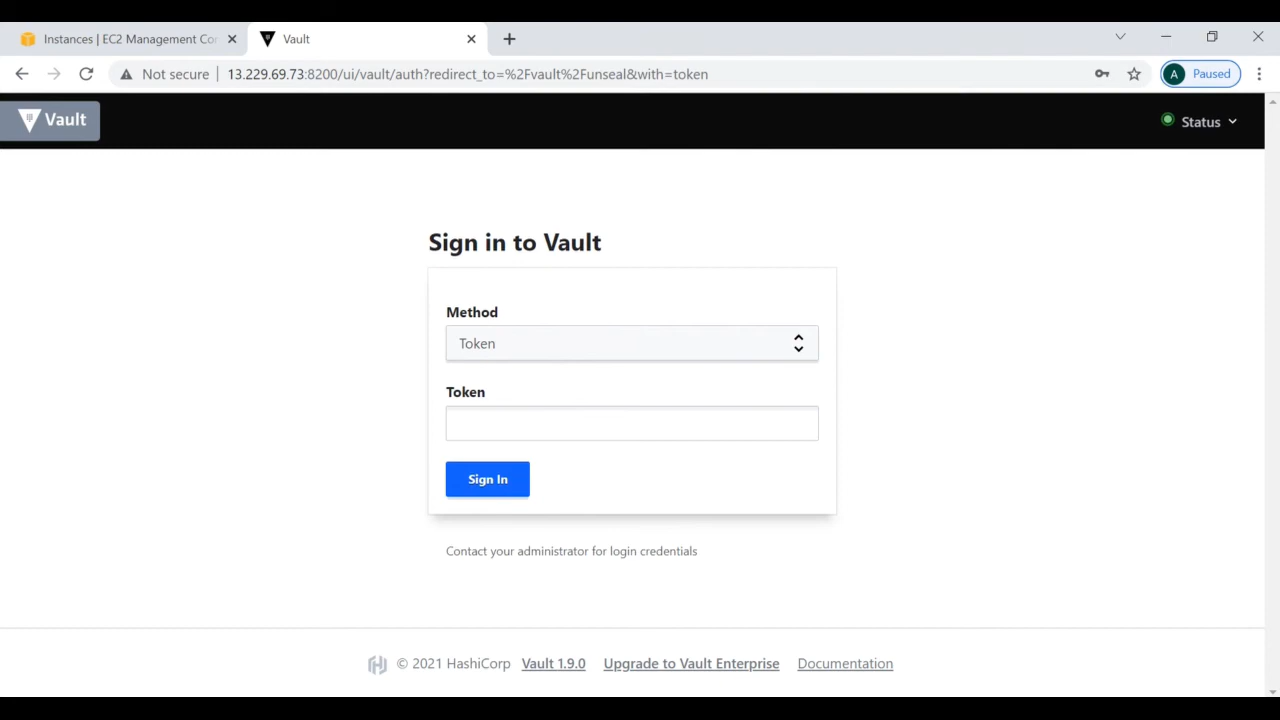 Instances | EC2 Management Co
Vault
Not secure
13.229.69.73:8200/ui/vault/auth?redirect_to=%2Fvault%2Funseal&with=token
A
Paused
Vault
Status
Sign in to Vault
Method
Token
Token
Sign In
Contact your administrator for login credentials
© 2021 HashiCorp Vault 1.9.0 Upgrade to Vault Enterprise Documentation